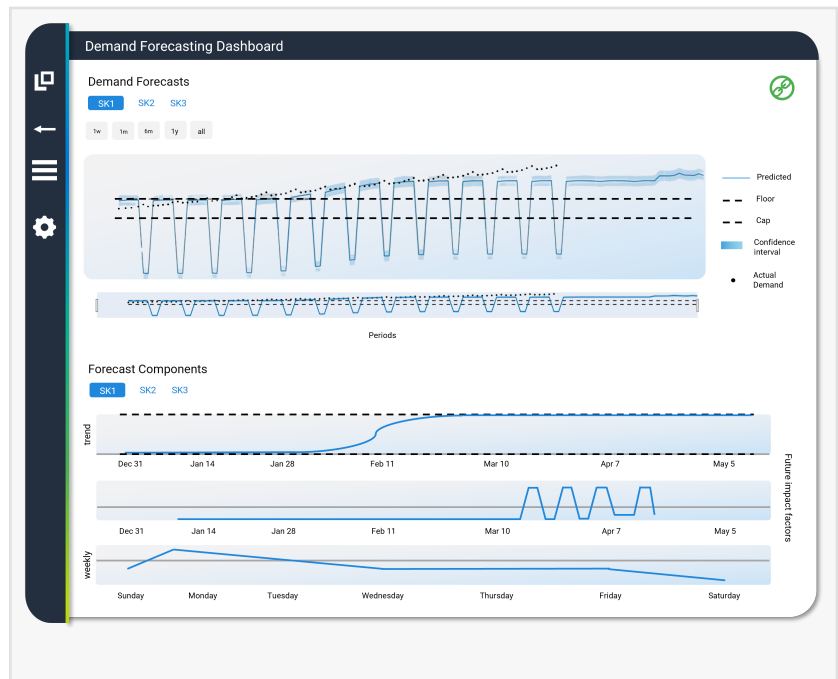 Demand Forecasting Dashboard
Demand Forecasts
SK1 SK2 SK3
1w 1m 6m 1y all
Predicted
Floor
Cap
Confidence
interval
Actual
Demand
Periods
Forecast Components
SK1 SK2 SK3
trend
Dec 31 Jan 14 Jan 28 Feb 11 Mar 10 Apr 7 May 5
Future impact factors
Dec 31 Jan 14 Jan 28 Feb 11 Mar 10 Apr 7 May 5
weekly
Sunday Monday Tuesday Wednesday Thursday Friday Saturday